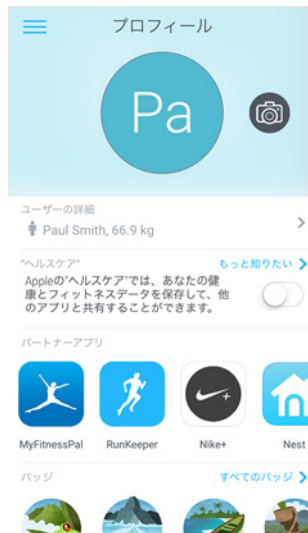 プロフィール
Pa
ユーザーの詳細
Paul Smith, 66.9 kg
"ヘルスケア"
もっと知りたい
Appleの"ヘルスケア"では、あなたの健
康とフィットネスデータを保存して、他
のアプリと共有することができます。
パートナーアプリ
MyFitnessPal RunKeeper Nike+ Nest
バッジ
すべてのバッジ